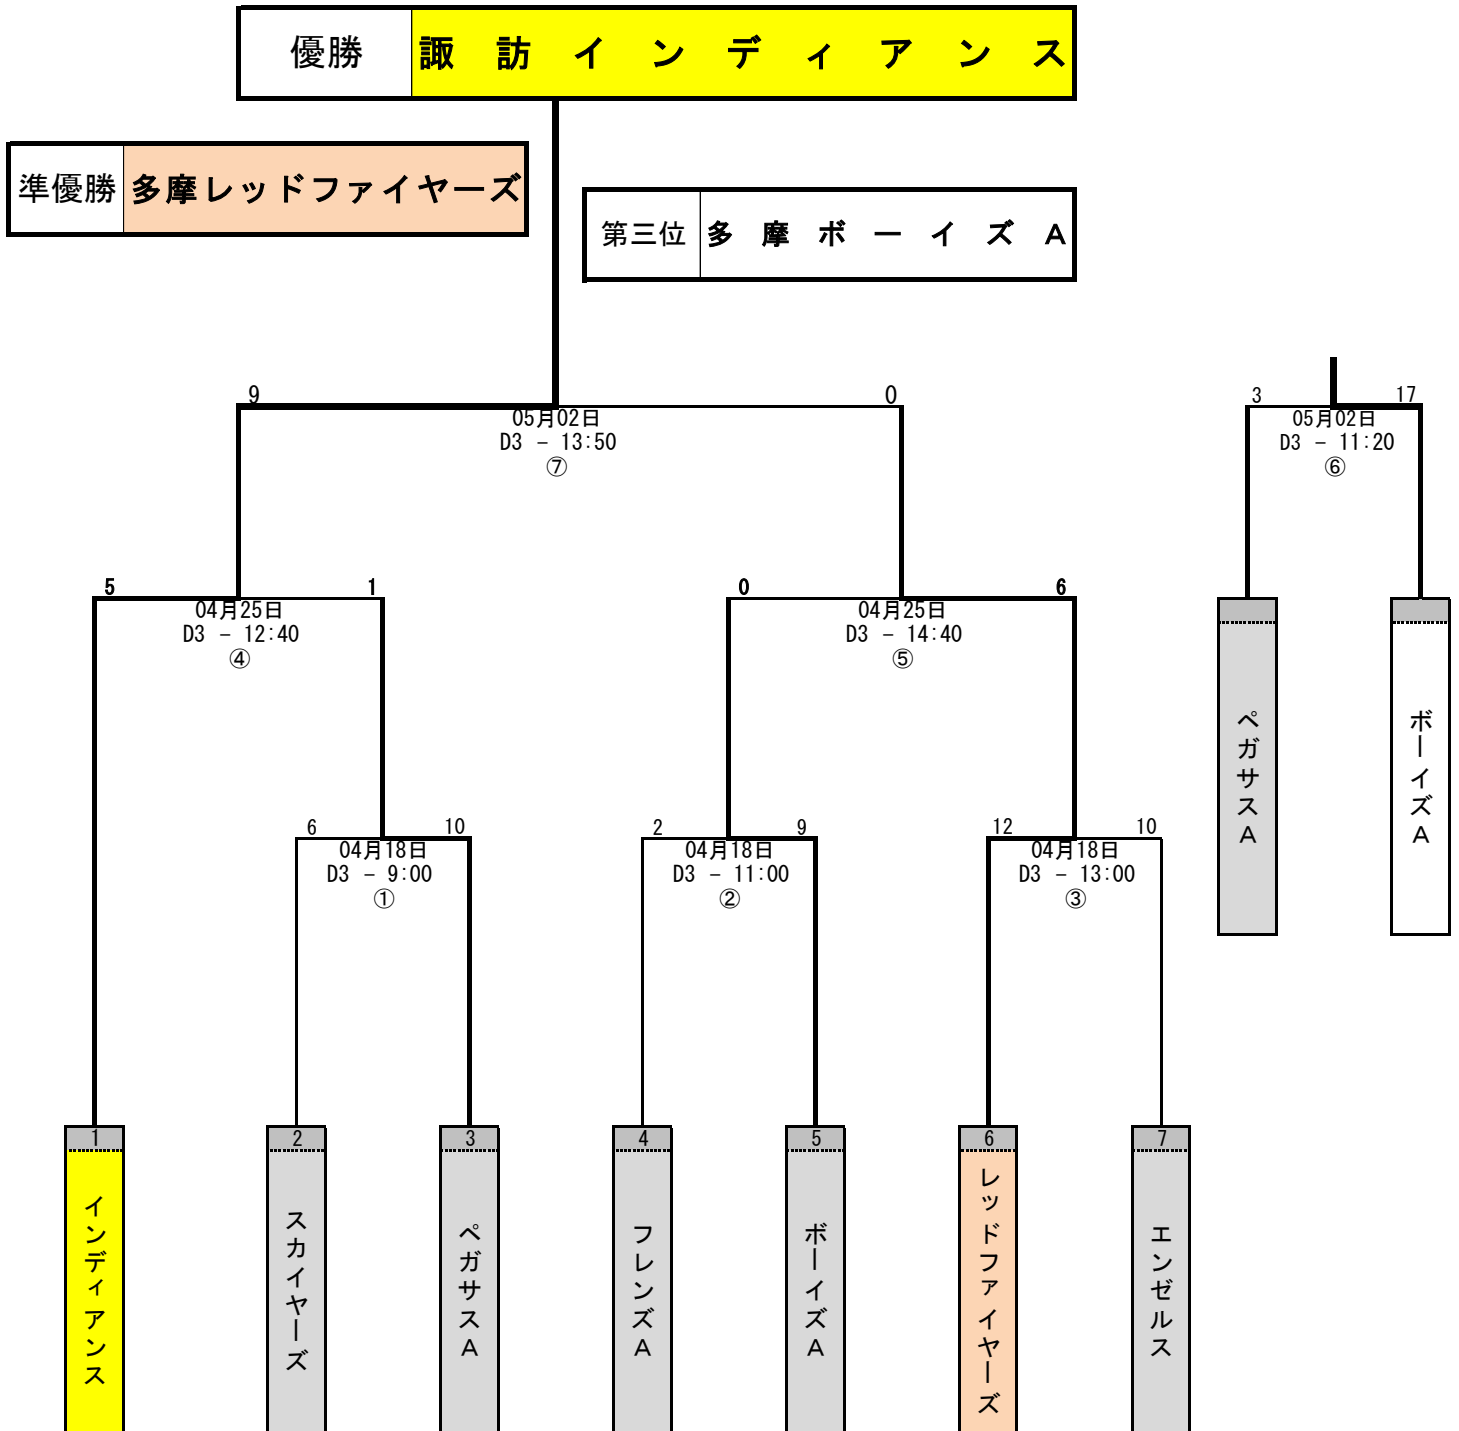 優勝 諏訪インディアンス
準優勝 多摩レッドファイヤーズ
第三位 多摩ボーイズA
9 0
05月02日
D3 － 13:50
⑦
3 17
05月02日
D3 － 11:20
⑥
5 1
04月25日
D3 － 12:40
④
0 6
04月25日
D3 － 14:40
⑤
ペガサスA
ボーイズA
6 10
04月18日
D3 － 9:00
①
2 9
04月18日
D3 － 11:00
②
12 10
04月18日
D3 － 13:00
③
1
インディアンス
2
スカイヤーズ
3
ペガサスA
4
フレンズA
5
ボーイズA
6
レッドファイヤーズ
7
エンゼルス